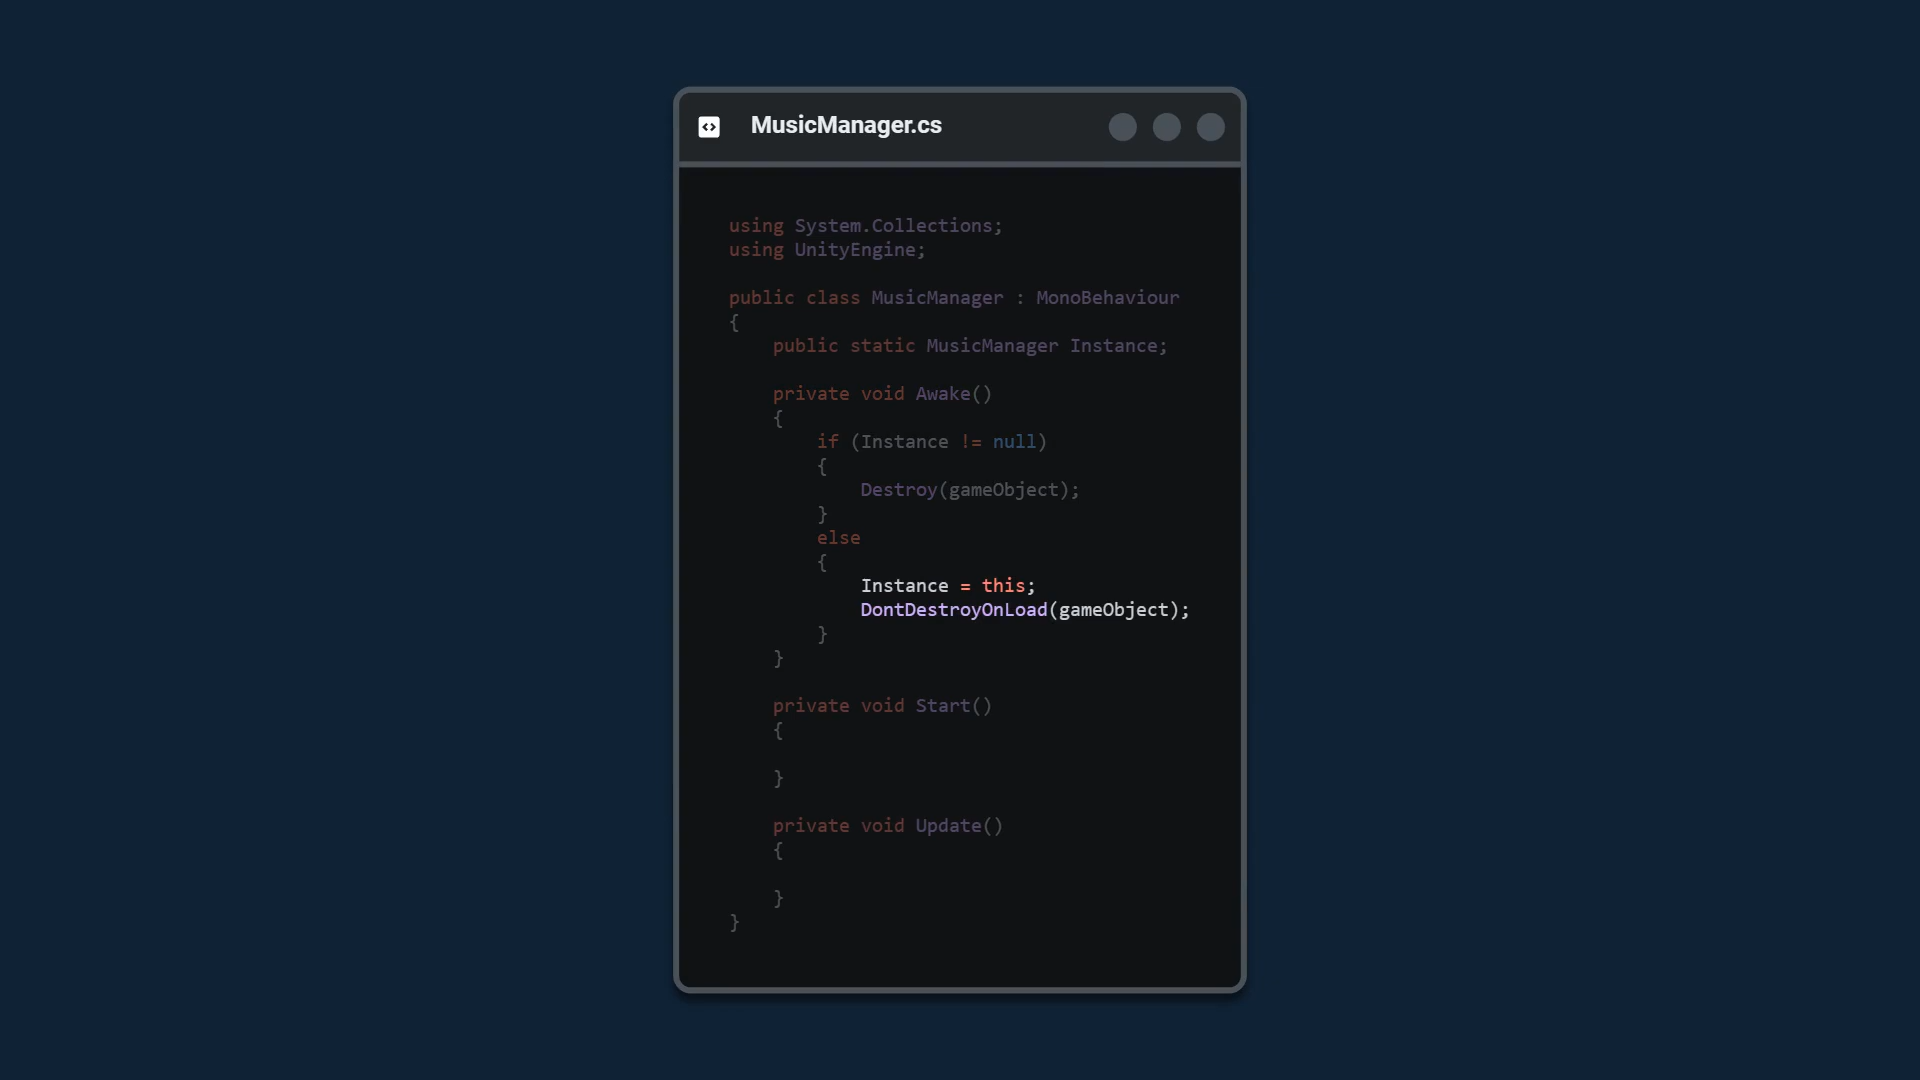 MusicManager.cs
using System.Collections;
using UnityEngine;
public class MusicManager : MonoBehaviour
{
public static MusicManager Instance;
private void Awake()
{
if (Instance != null)
{
Destroy(gameObject);
}
else
{
Instance = this;
DontDestroyOnLoad(gameObject);
}
}
private void Start()
{
}
private void Update()
{
}
}